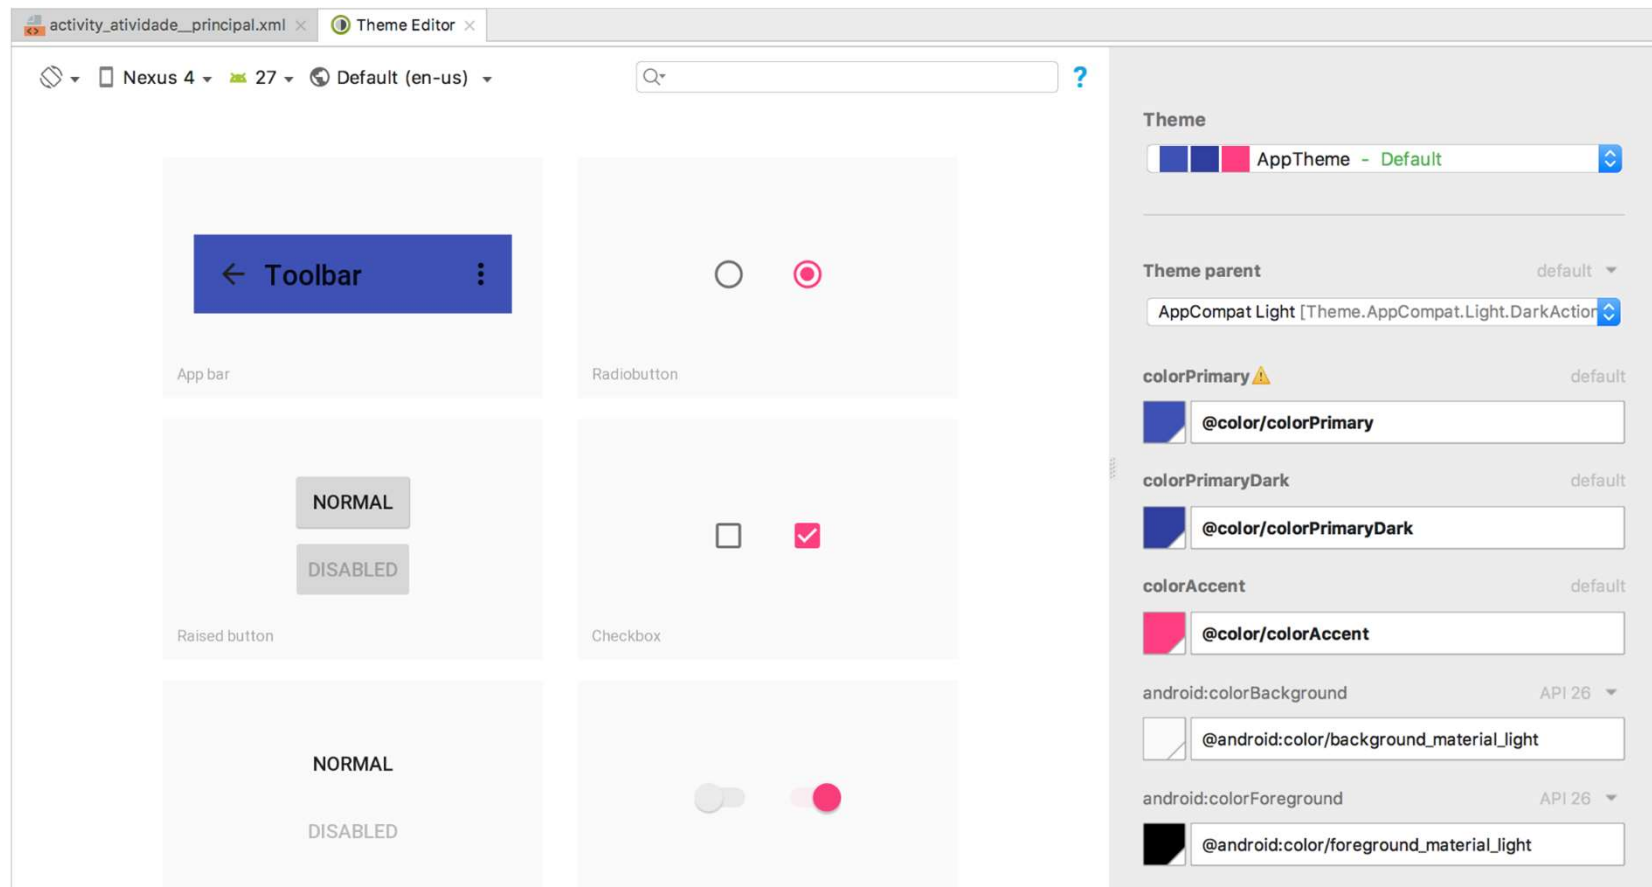 activity_atividade__principal.xml
Theme Editor
Nexus 4
27
Default (en-us)
?
Toolbar
App bar
Radiobutton
NORMAL
DISABLED
Raised button
Checkbox
NORMAL
DISABLED
Theme
AppTheme - Default
Theme parent default
AppCompat Light [Theme.AppCompat.Light.DarkAction
colorPrimary default
@color/colorPrimary
colorPrimaryDark default
@color/colorPrimaryDark
colorAccent default
@color/colorAccent
android:colorBackground API 26
@android:color/background_material_light
android:colorForeground API 26
@android:color/foreground_material_light